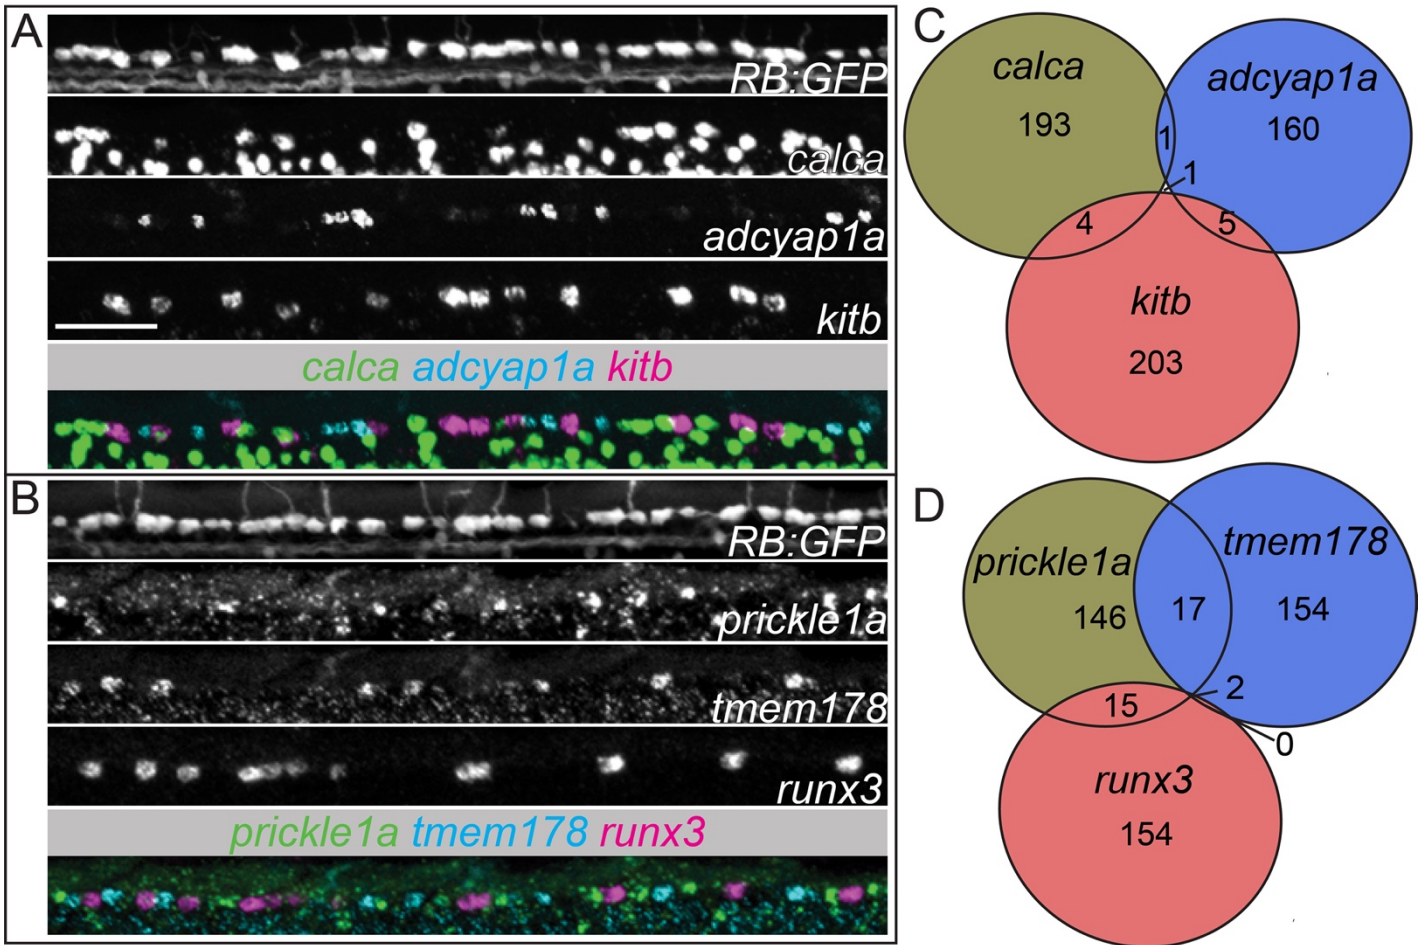 A
RB:GFP
calca
adcyap1a
kitb
calca adcyap1a kitb
B
RB:GFP
prickle1a
tmem178
runx3
prickle1a tmem178 runx3
C
calca
193
adcyap1a
160
1
1
4
5
kitb
203
D
prickle1a
146
tmem178
154
17
2
15
0
runx3
154